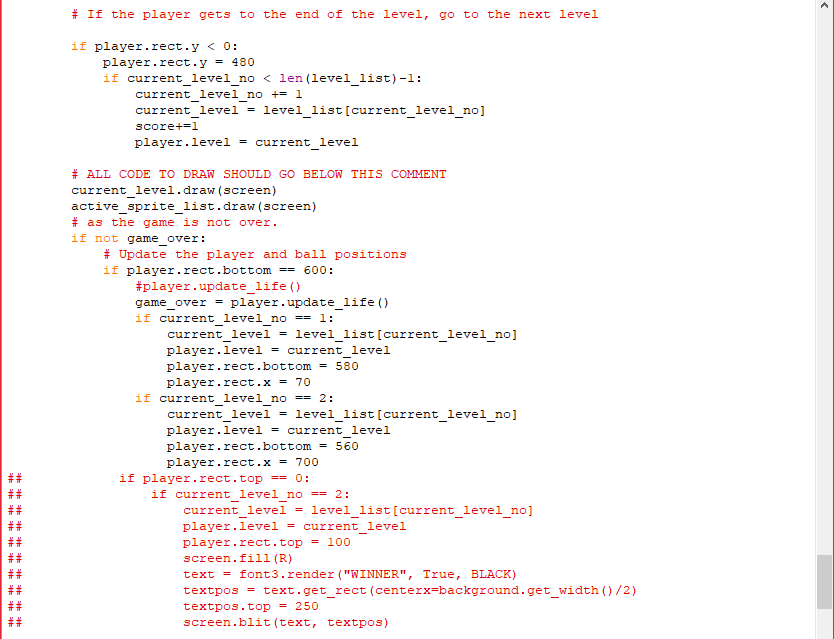 # If the player gets to the end of the level, go to the next level
if player.rect.y < 0:
player.rect.y = 480
if current_level_no < len(level_list)-1:
current_level_no += 1
current_level = level_list[current_level_no]
score+=1
player.level = current_level
# ALL CODE TO DRAW SHOULD GO BELOW THIS COMMENT
current_level.draw(screen)
active_sprite_list.draw(screen)
# as the game is not over.
if not game_over:
# Update the player and ball positions
if player.rect.bottom == 600:
#player.update_life()
game_over = player.update_life()
if current_level_no == 1:
current_level = level_list[current_level_no]
player.level = current_level
player.rect.bottom = 580
player.rect.x = 70
if current_level_no == 2:
current_level = level_list[current_level_no]
player.level = current_level
player.rect.bottom = 560
player.rect.x = 700
## if player.rect.top == 0:
## if current_level_no == 2:
## current_level = level_list[current_level_no]
## player.level = current_level
## player.rect.top = 100
## screen.fill(R)
## text = font3.render("WINNER", True, BLACK)
## textpos = text.get_rect(centerx=background.get_width()/2)
## textpos.top = 250
## screen.blit(text, textpos)